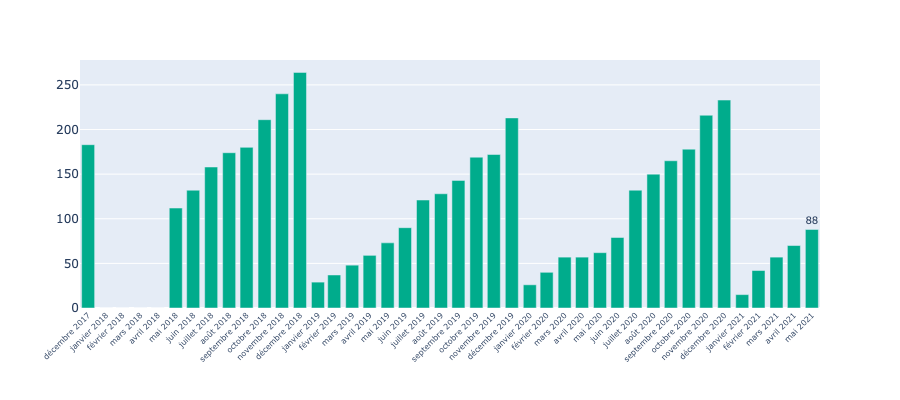 250
200
150
100
50
0
88
décembre 2017
janvier 2018
février 2018
mars 2018
avril 2018
mai 2018
juin 2018
juillet 2018
août 2018
septembre 2018
octobre 2018
novembre 2018
décembre 2018
janvier 2019
février 2019
mars 2019
avril 2019
mai 2019
juin 2019
juillet 2019
août 2019
septembre 2019
octobre 2019
novembre 2019
décembre 2019
janvier 2020
février 2020
mars 2020
avril 2020
mai 2020
juin 2020
juillet 2020
août 2020
septembre 2020
octobre 2020
novembre 2020
décembre 2020
janvier 2021
février 2021
mars 2021
avril 2021
mai 2021